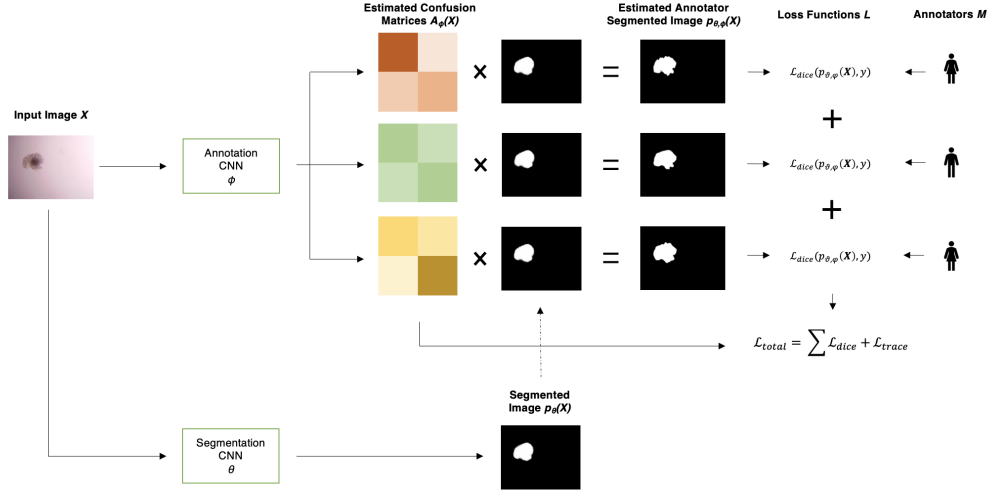 Estimated Confusion
Matrices A_ϕ(X)
Estimated Annotator
Segmented Image p_θ,ϕ(X)
Loss Functions L
Annotators M
Input Image X
Annotation
CNN
ϕ
× = ℒ_dice(p_ϑ,φ(X), y)
+
× = ℒ_dice(p_ϑ,φ(X), y)
+
× = ℒ_dice(p_ϑ,φ(X), y)
ℒ_total = ∑ ℒ_dice + ℒ_trace
Segmented
Image p_θ(X)
Segmentation
CNN
θ